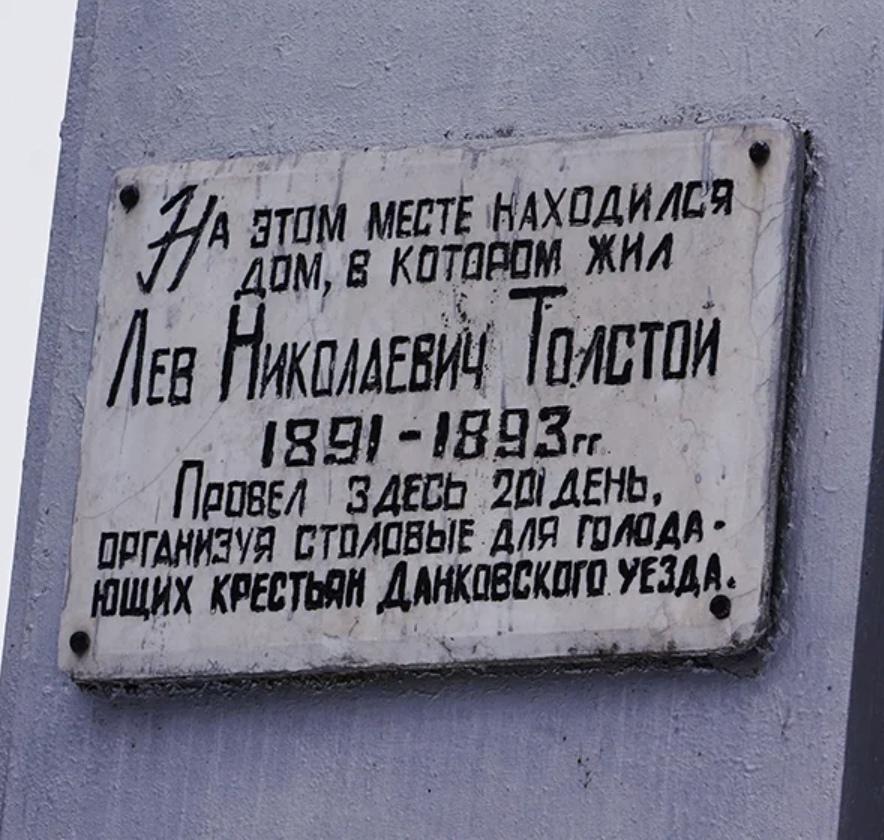 На этом месте находился
дом, в котором жил
Лев Николаевич Толстой
1891-1893гг.
Провел здесь 201 день,
организуя столовые для голода-
ющих крестьян Данковского уезда.